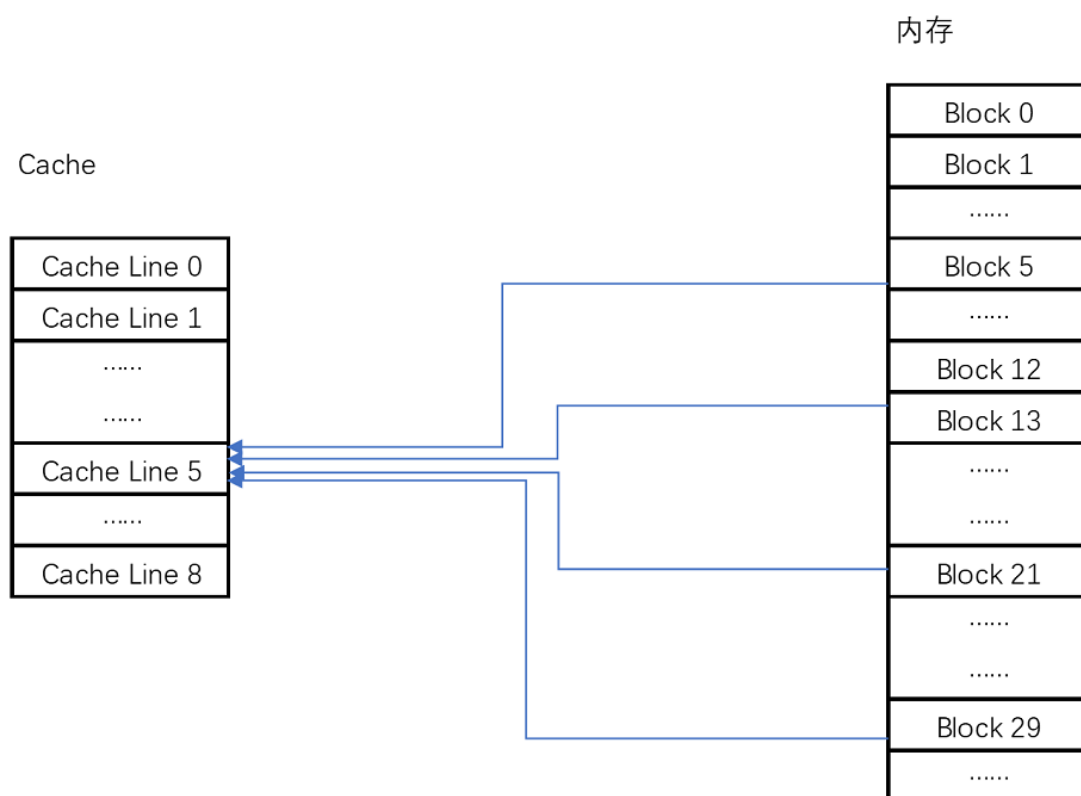 Cache
Cache Line 0
Cache Line 1
……
……
Cache Line 5
……
Cache Line 8
内存
Block 0
Block 1
……
Block 5
……
Block 12
Block 13
……
……
Block 21
……
……
Block 29
……